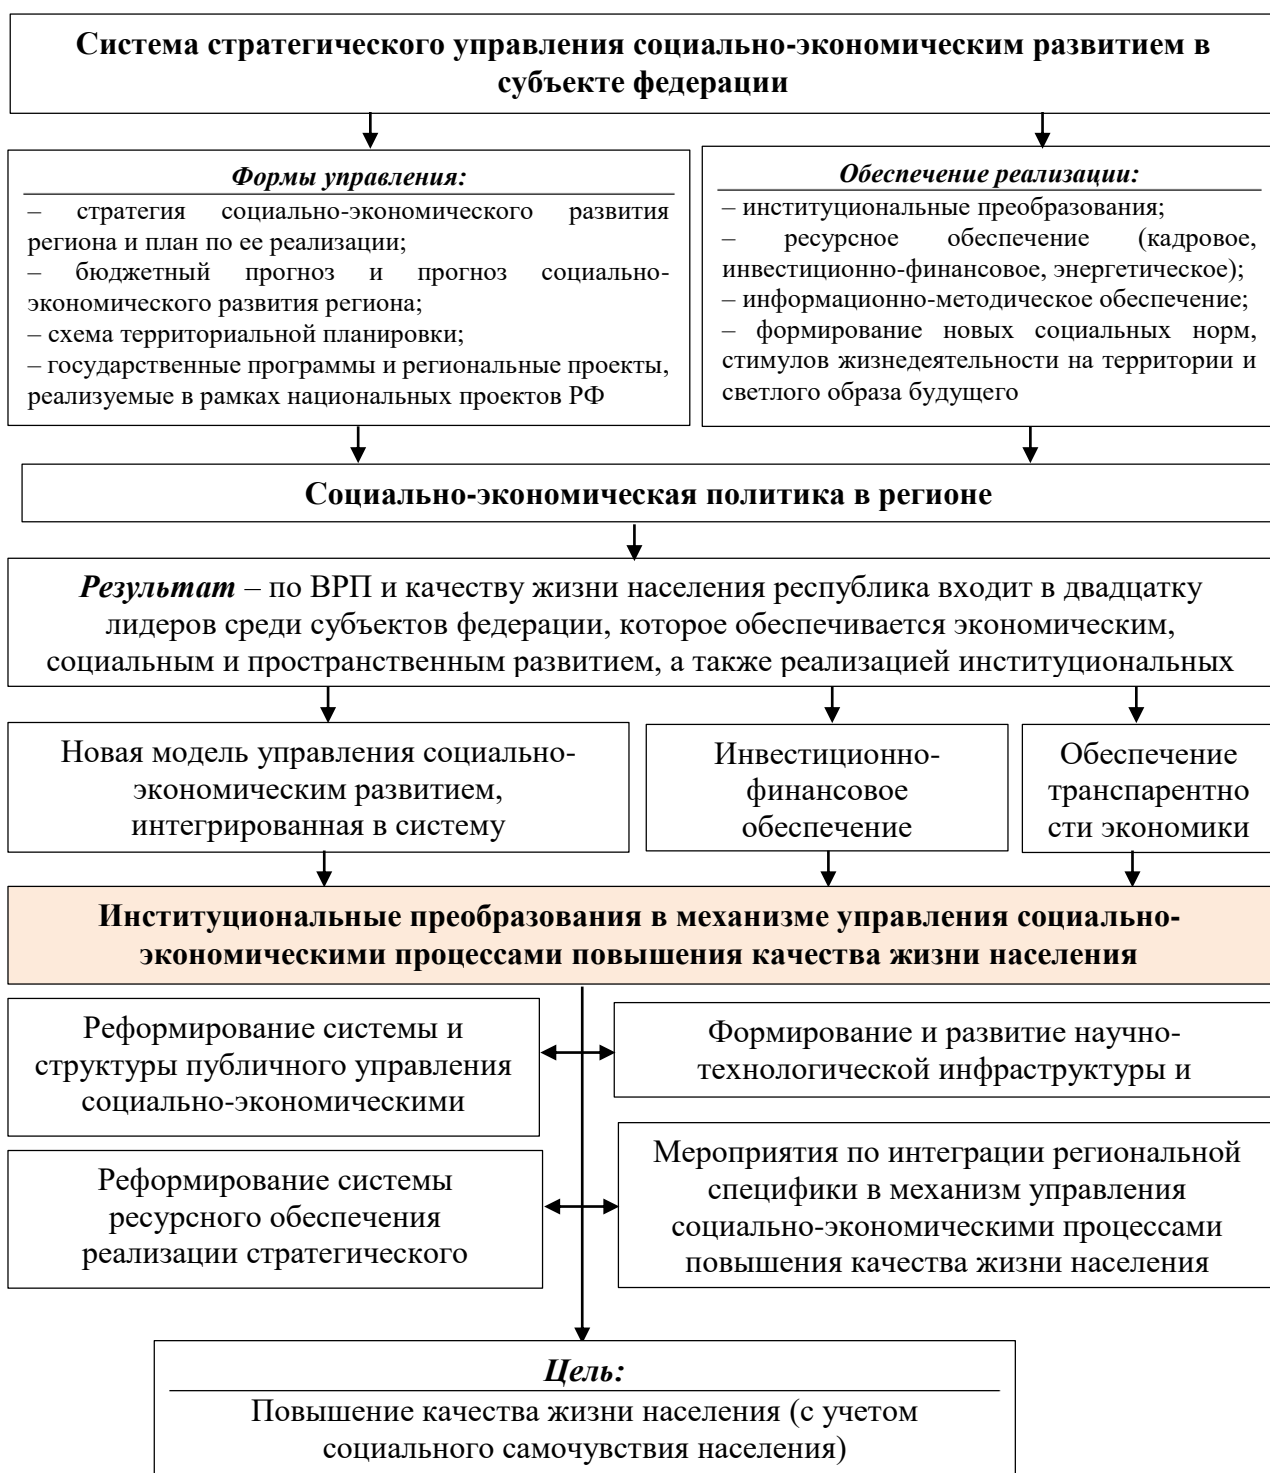 Система стратегического управления социально-экономическим развитием в
субъекте федерации
Формы управления:
– стратегия социально-экономического развития
региона и план по ее реализации;
– бюджетный прогноз и прогноз социально-
экономического развития региона;
– схема территориальной планировки;
– государственные программы и региональные проекты,
реализуемые в рамках национальных проектов РФ
Обеспечение реализации:
– институциональные преобразования;
– ресурсное обеспечение (кадровое,
инвестиционно-финансовое, энергетическое);
– информационно-методическое обеспечение;
– формирование новых социальных норм,
стимулов жизнедеятельности на территории и
светлого образа будущего
Социально-экономическая политика в регионе
Результат – по ВРП и качеству жизни населения республика входит в двадцатку
лидеров среди субъектов федерации, которое обеспечивается экономическим,
социальным и пространственным развитием, а также реализацией институциональных
Новая модель управления социально-
экономическим развитием,
интегрированная в систему
Инвестиционно-
финансовое
обеспечение
Обеспечение
транспарентно
сти экономики
Институциональные преобразования в механизме управления социально-
экономическими процессами повышения качества жизни населения
Реформирование системы и
структуры публичного управления
социально-экономическими
Формирование и развитие научно-
технологической инфраструктуры и
Реформирование системы
ресурсного обеспечения
реализации стратегического
Мероприятия по интеграции региональной
специфики в механизм управления
социально-экономическими процессами
повышения качества жизни населения
Цель:
Повышение качества жизни населения (с учетом
социального самочувствия населения)